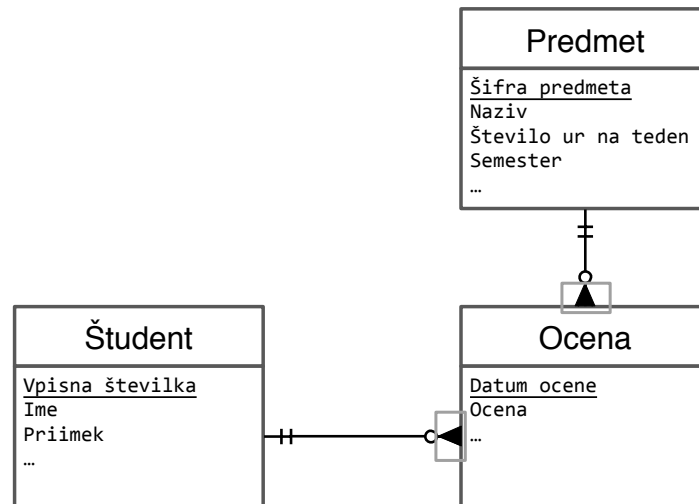 Predmet
Šifra predmeta
Naziv
Število ur na teden
Semester
…
Študent
Vpisna številka
Ime
Priimek
…
Ocena
Datum ocene
Ocena
…